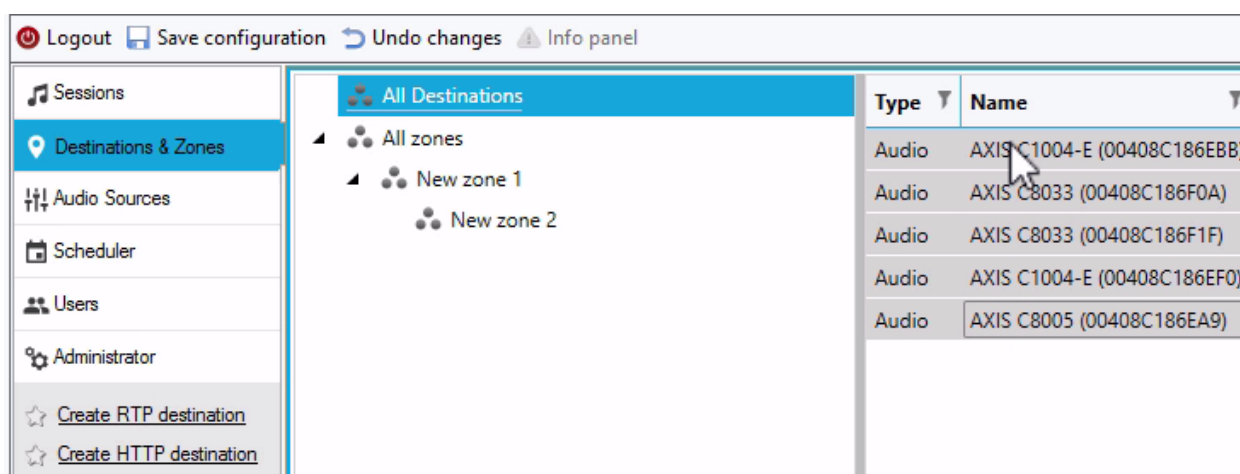 Logout Save configuration Undo changes Info panel
Sessions
Destinations & Zones
Audio Sources
Scheduler
Users
Administrator
Create RTP destination
Create HTTP destination
All Destinations
All zones
New zone 1
New zone 2
Type Name
Audio AXIS C1004-E (00408C186EBB)
Audio AXIS C8033 (00408C186F0A)
Audio AXIS C8033 (00408C186F1F)
Audio AXIS C1004-E (00408C186EF0)
Audio AXIS C8005 (00408C186EA9)